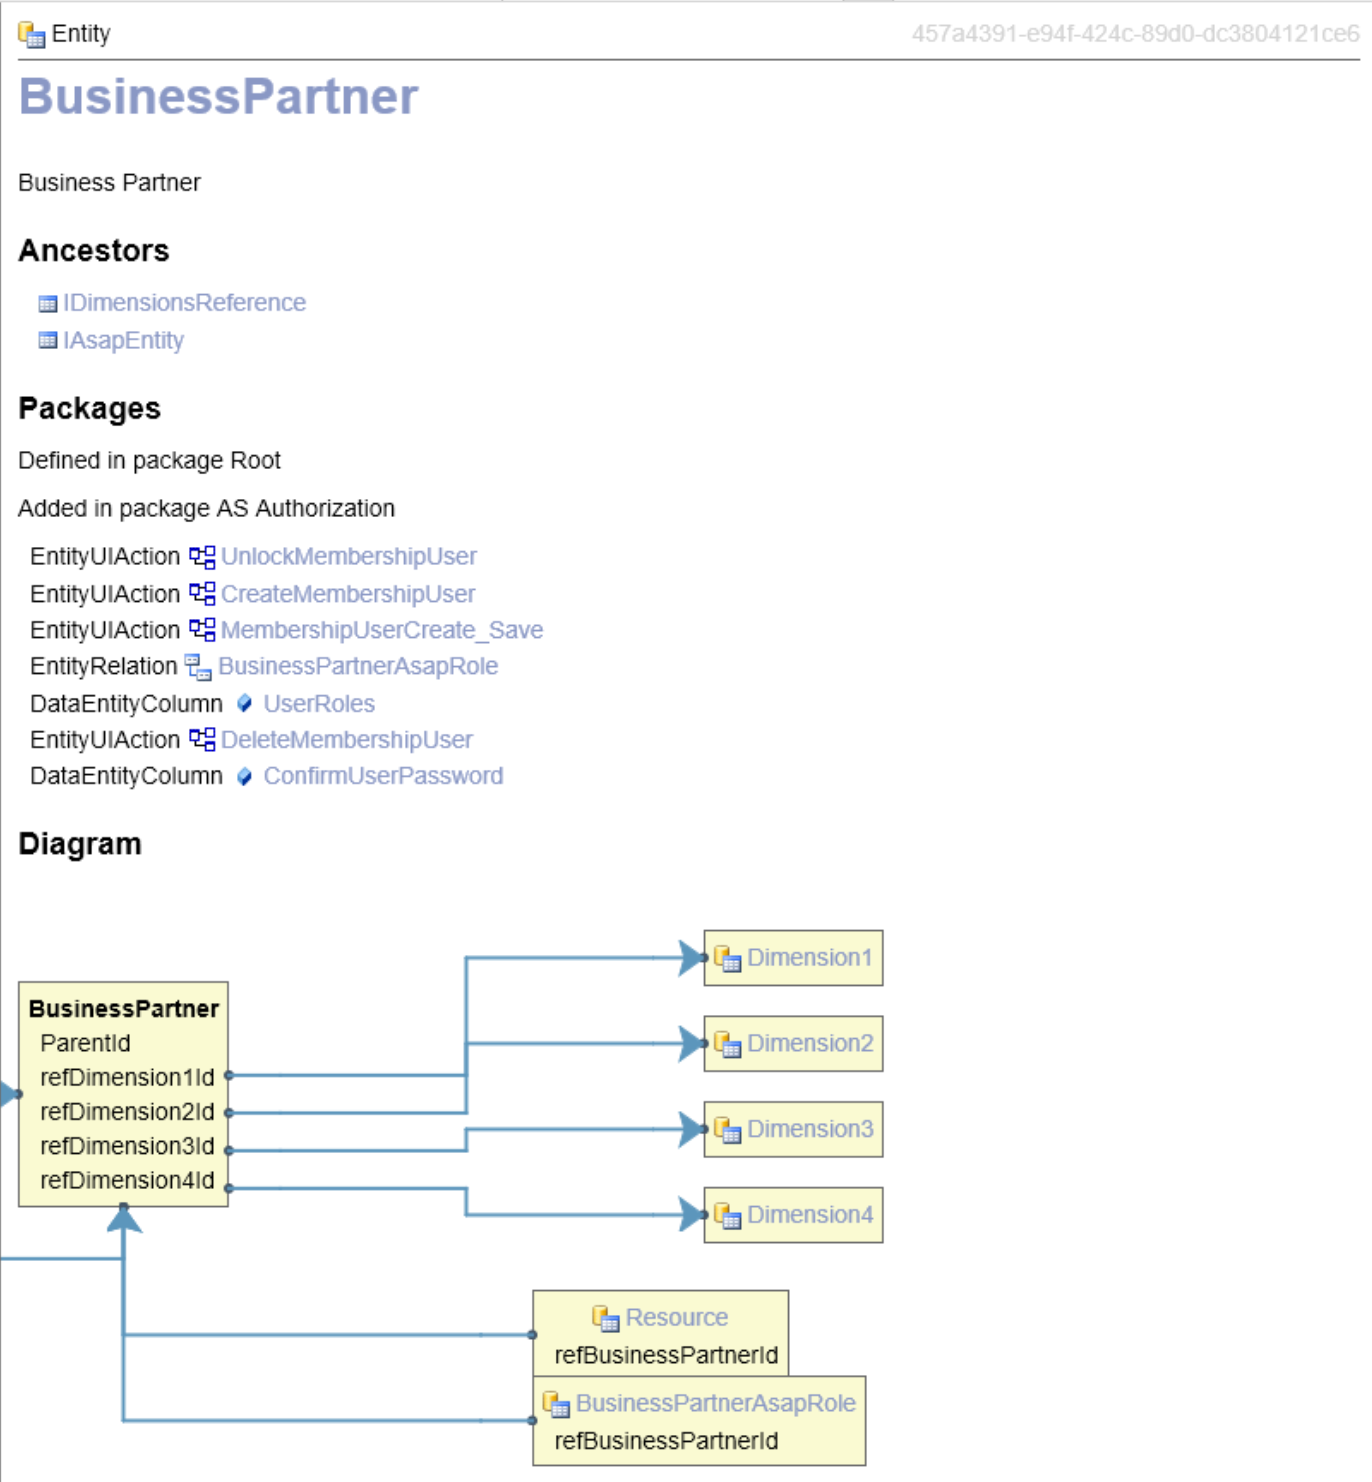 Entity
457a4391-e94f-424c-89d0-dc3804121ce6
BusinessPartner
Business Partner
Ancestors
IDimensionsReference
IAsapEntity
Packages
Defined in package Root
Added in package AS Authorization
EntityUIAction UnlockMembershipUser
EntityUIAction CreateMembershipUser
EntityUIAction MembershipUserCreate_Save
EntityRelation BusinessPartnerAsapRole
DataEntityColumn UserRoles
EntityUIAction DeleteMembershipUser
DataEntityColumn ConfirmUserPassword
Diagram
BusinessPartner
ParentId
refDimension1Id
refDimension2Id
refDimension3Id
refDimension4Id
Dimension1
Dimension2
Dimension3
Dimension4
Resource
refBusinessPartnerId
BusinessPartnerAsapRole
refBusinessPartnerId